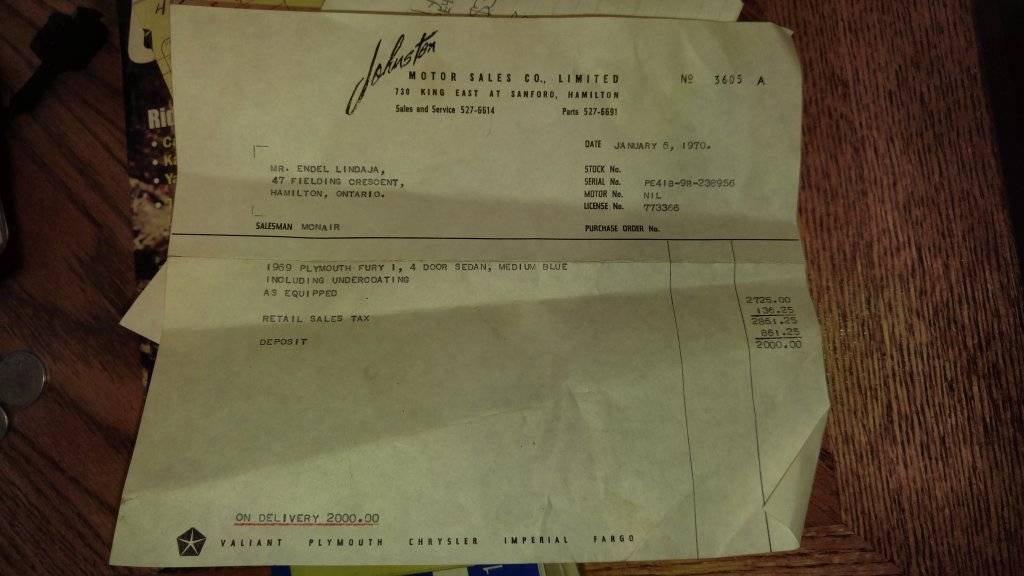 Johnston
MOTOR SALES CO., LIMITED
730 KING EAST AT SANFORD, HAMILTON
Sales and Service 527-6614 Parts 527-6691
No 3605 A
DATE JANUARY 6, 1970.
MR. ENDEL LINDAJA,
47 FIELDING CRESCENT,
HAMILTON, ONTARIO.
STOCK No.
SERIAL No. PE41B-9R-238956
MOTOR No. NIL
LICENSE No. 773366
SALESMAN MCNAIR
PURCHASE ORDER No.
1969 PLYMOUTH FURY 1, 4 DOOR SEDAN, MEDIUM BLUE
INCLUDING UNDERCOATING
AS EQUIPPED 2725.00
RETAIL SALES TAX 136.25
2861.25
DEPOSIT 861.25
2000.00
ON DELIVERY 2000.00
VALIANT PLYMOUTH CHRYSLER IMPERIAL FARGO